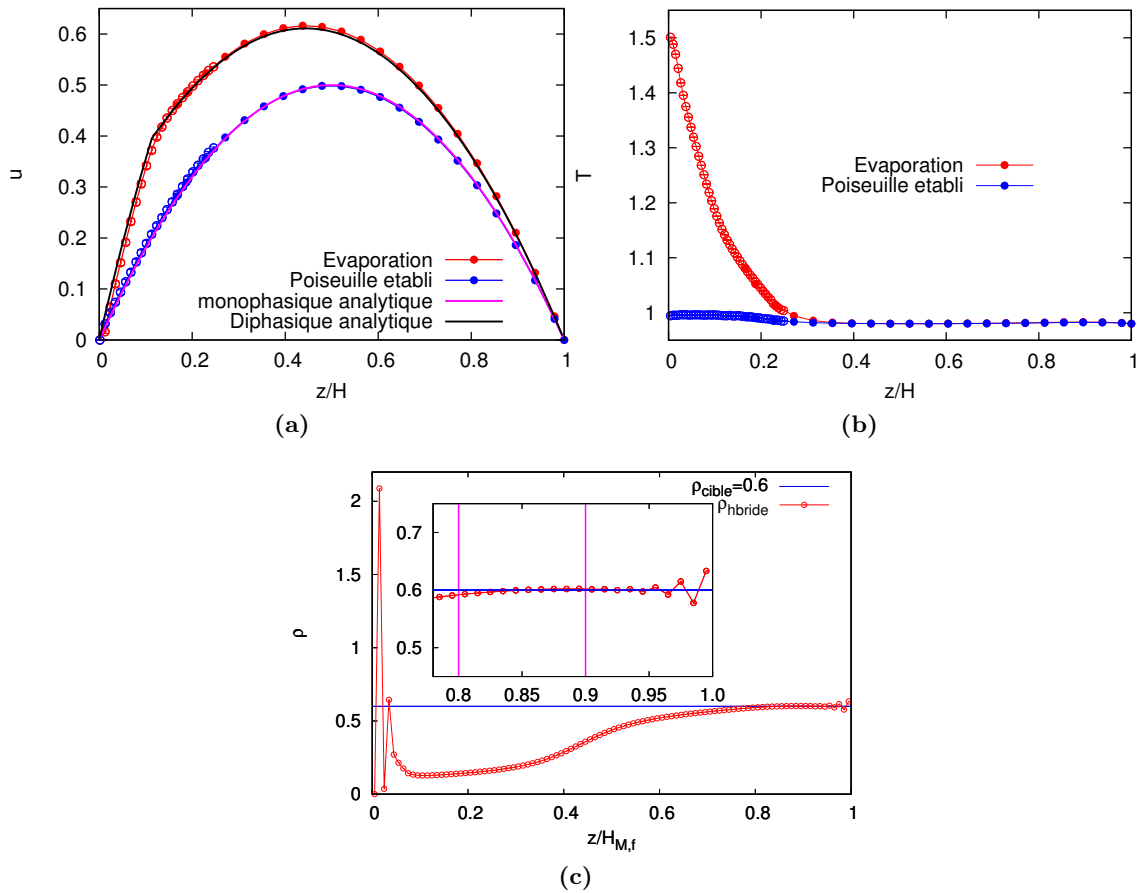 0.6
0.5
0.4
0.3
0.2
0.1
0
u
Evaporation
Poiseuille etabli
monophasique analytique
Diphasique analytique
0 0.2 0.4 0.6 0.8 1
z/H
(a)
1.5
1.4
1.3
1.2
1.1
1
T
Evaporation
Poiseuille etabli
0 0.2 0.4 0.6 0.8 1
z/H
(b)
2
1.5
1
0.5
0
ρ
ρcible=0.6
ρhbride
0.7
0.6
0.5
0.8 0.85 0.9 0.95 1.0
0 0.2 0.4 0.6 0.8 1
z/HM,f
(c)